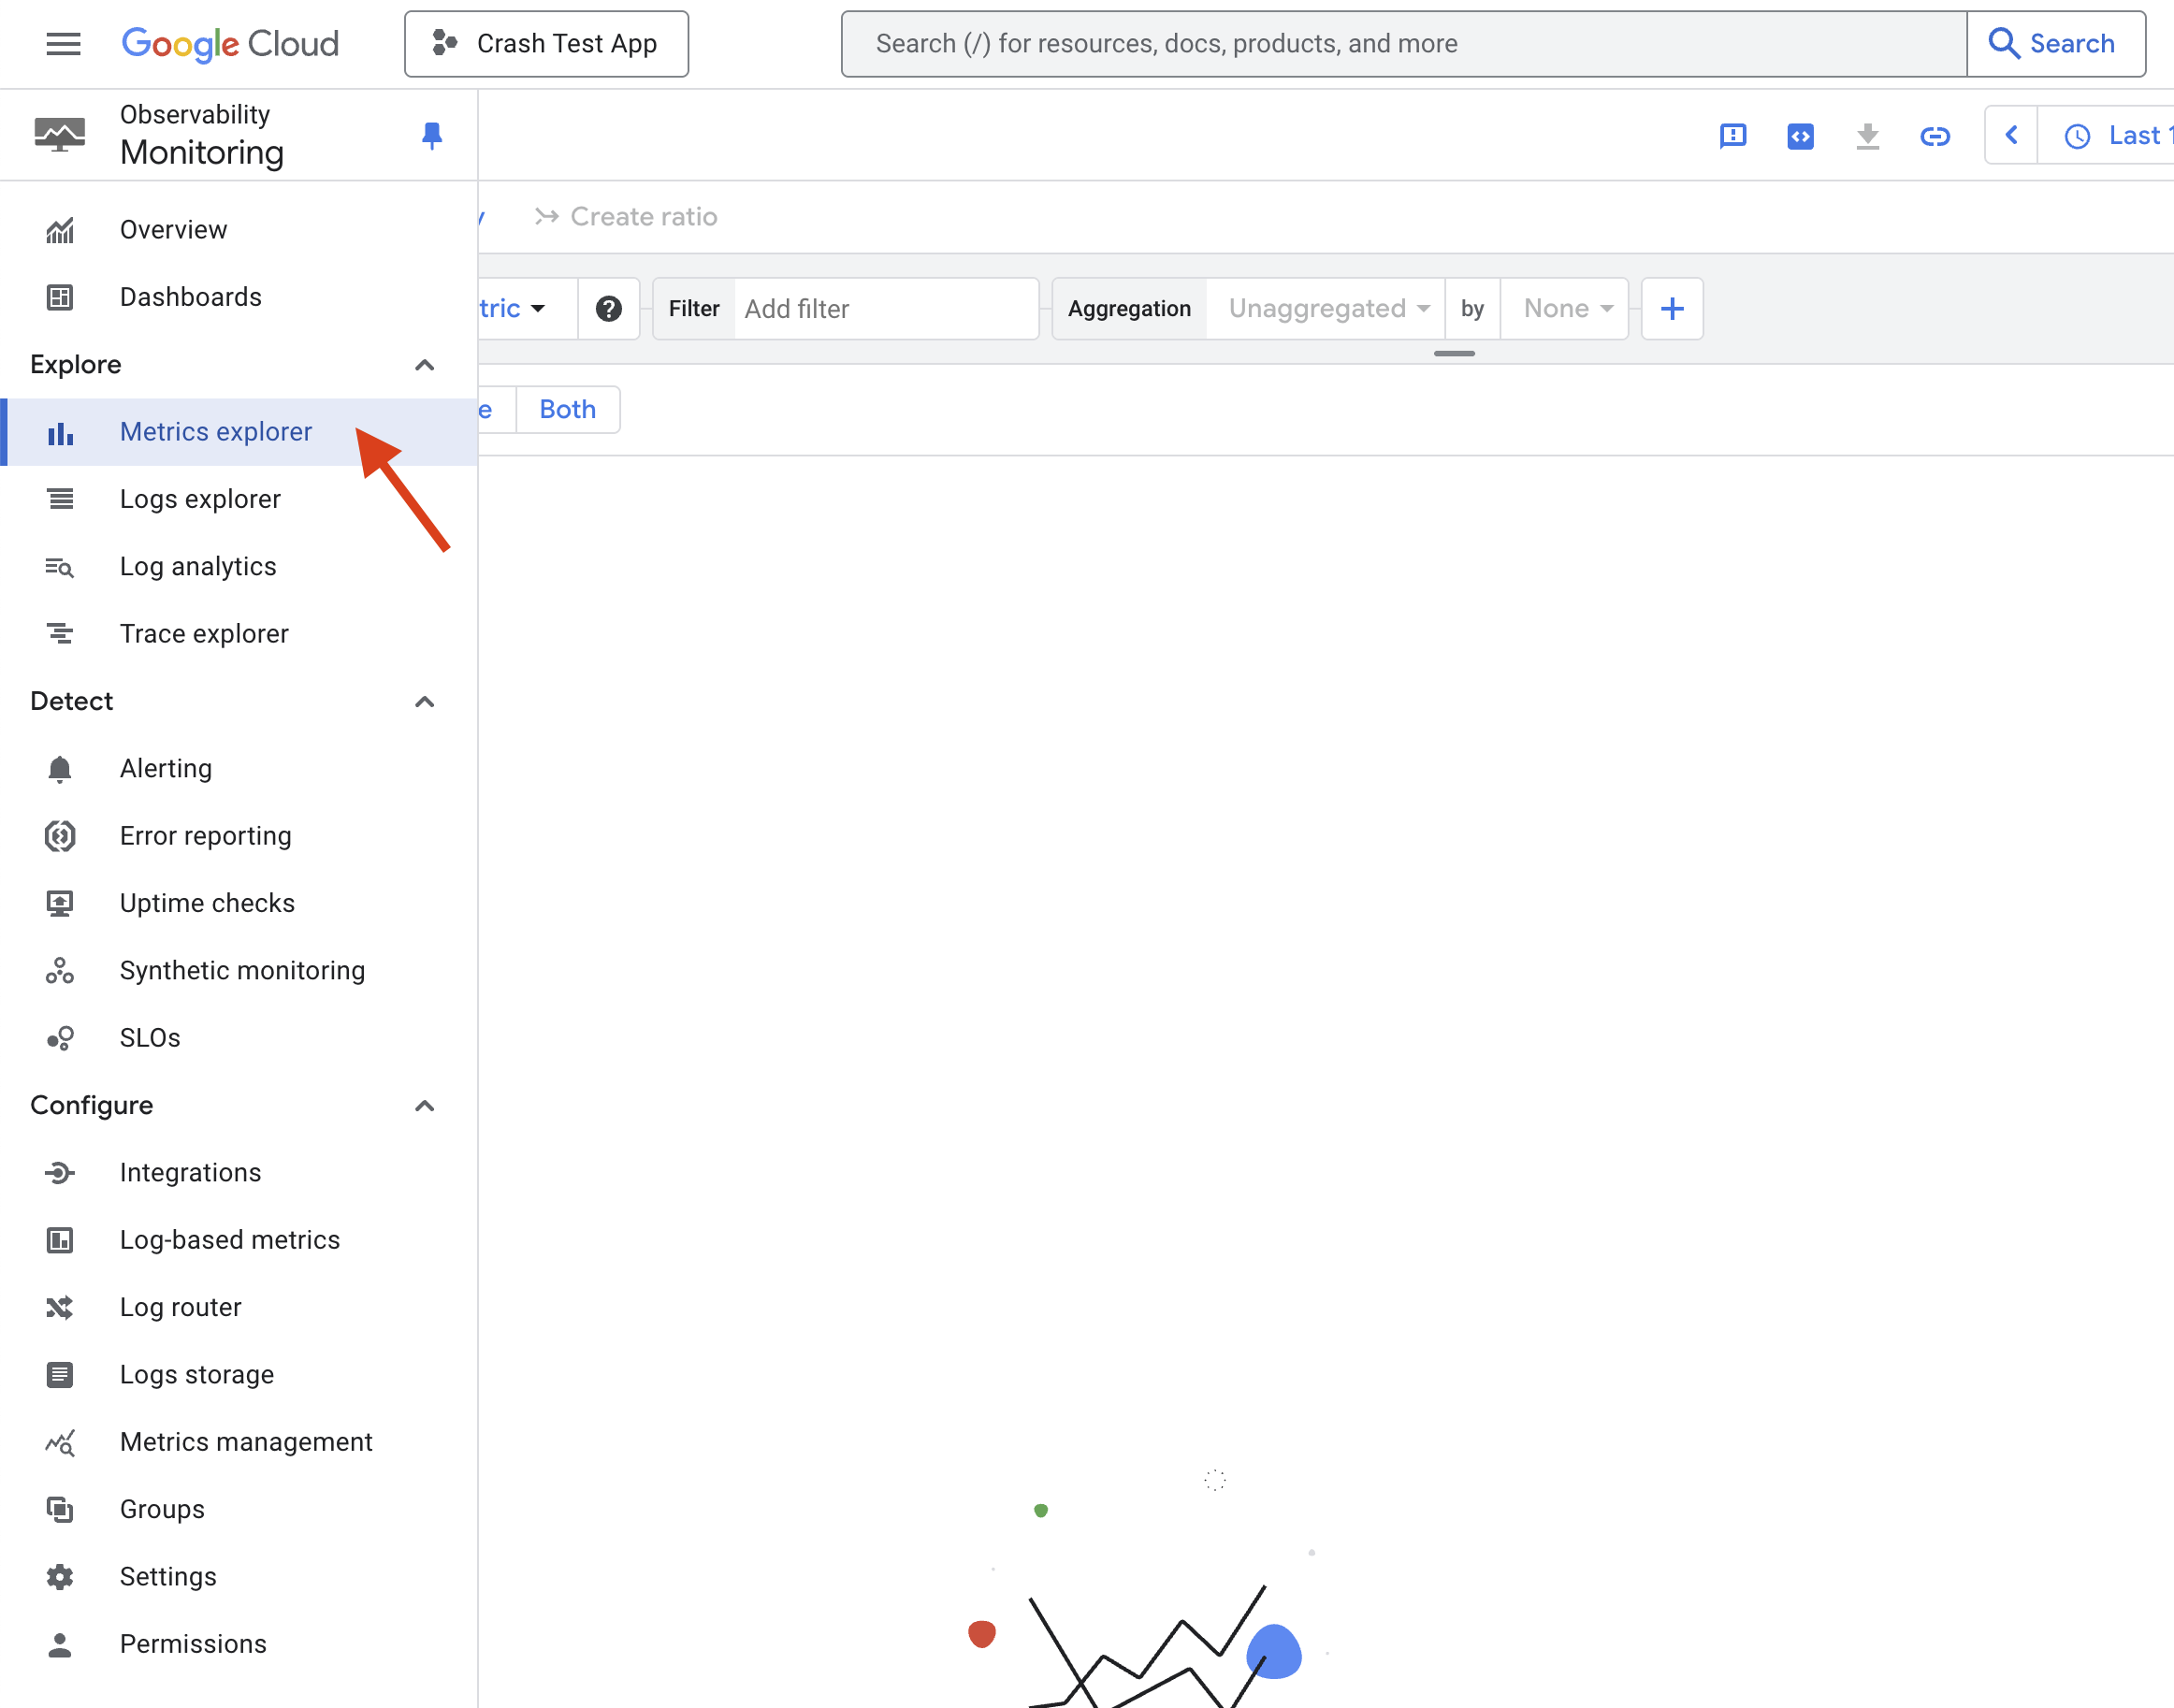 Google Cloud
Crash Test App
Search (/) for resources, docs, products, and more
Search
Observability
Monitoring
Last 1
Create ratio
tric
Filter
Add filter
Aggregation
Unaggregated
by
None
e
Both
Overview
Dashboards
Explore
Metrics explorer
Logs explorer
Log analytics
Trace explorer
Detect
Alerting
Error reporting
Uptime checks
Synthetic monitoring
SLOs
Configure
Integrations
Log-based metrics
Log router
Logs storage
Metrics management
Groups
Settings
Permissions